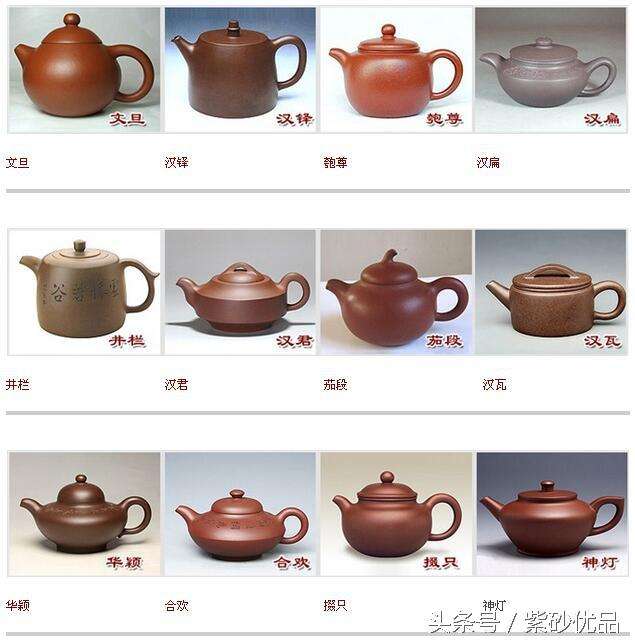 文旦 汉铎 匏尊 汉扁
文旦 汉铎 匏尊 汉扁
井栏 汉君 茄段 汉瓦
井栏 汉君 茄段 汉瓦
华颖 合欢 掇只 神灯
华颖 合欢 掇只 神灯
头条号 / 紫砂优品